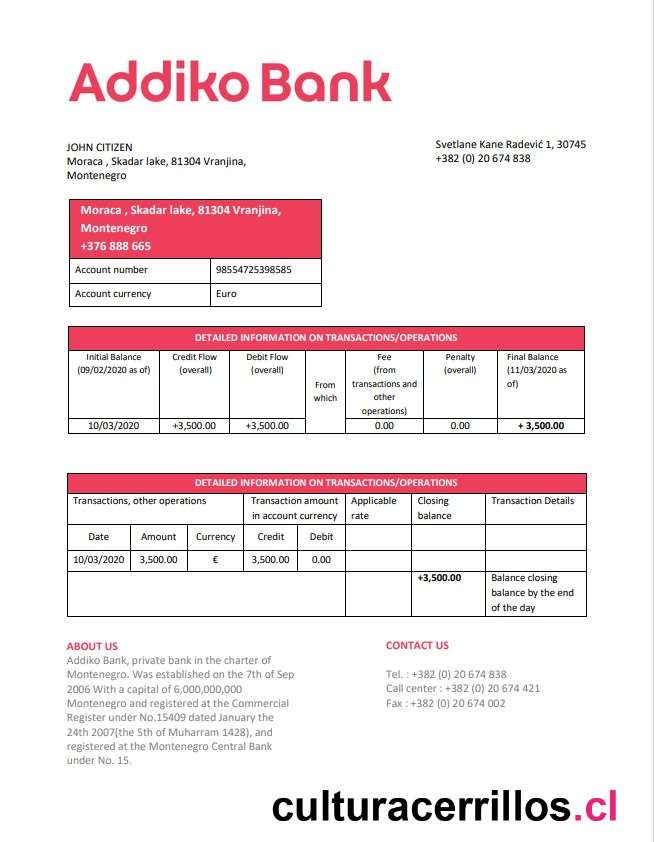 Addiko Bank
JOHN CITIZEN
Moraca , Skadar lake, 81304 Vranjina,
Montenegro
Svetlane Kane Radević 1, 30745
+382 (0) 20 674 838
Moraca , Skadar lake, 81304 Vranjina,
Montenegro
+376 888 665
Account number 98554725398585
Account currency Euro
DETAILED INFORMATION ON TRANSACTIONS/OPERATIONS
Initial Balance
(09/02/2020 as of)
Credit Flow
(overall)
Debit Flow
(overall)
From
which
Fee
(from
transactions and
other
operations)
Penalty
(overall)
Final Balance
(11/03/2020 as
of)
10/03/2020 +3,500.00 +3,500.00 0.00 0.00 + 3,500.00
DETAILED INFORMATION ON TRANSACTIONS/OPERATIONS
Transactions, other operations
Transaction amount
in account currency
Applicable
rate
Closing
balance
Transaction Details
Date Amount Currency Credit Debit
10/03/2020 3,500.00 € 3,500.00 0.00
+3,500.00
Balance closing
balance by the end
of the day
ABOUT US
Addiko Bank, private bank in the charter of
Montenegro. Was established on the 7th of Sep
2006 With a capital of 6,000,000,000
Montenegro and registered at the Commercial
Register under No.15409 dated January the
24th 2007(the 5th of Muharram 1428), and
registered at the Montenegro Central Bank
under No. 15.
CONTACT US
Tel. : +382 (0) 20 674 838
Call center : +382 (0) 20 674 421
Fax : +382 (0) 20 674 002
culturacerrillos.cl